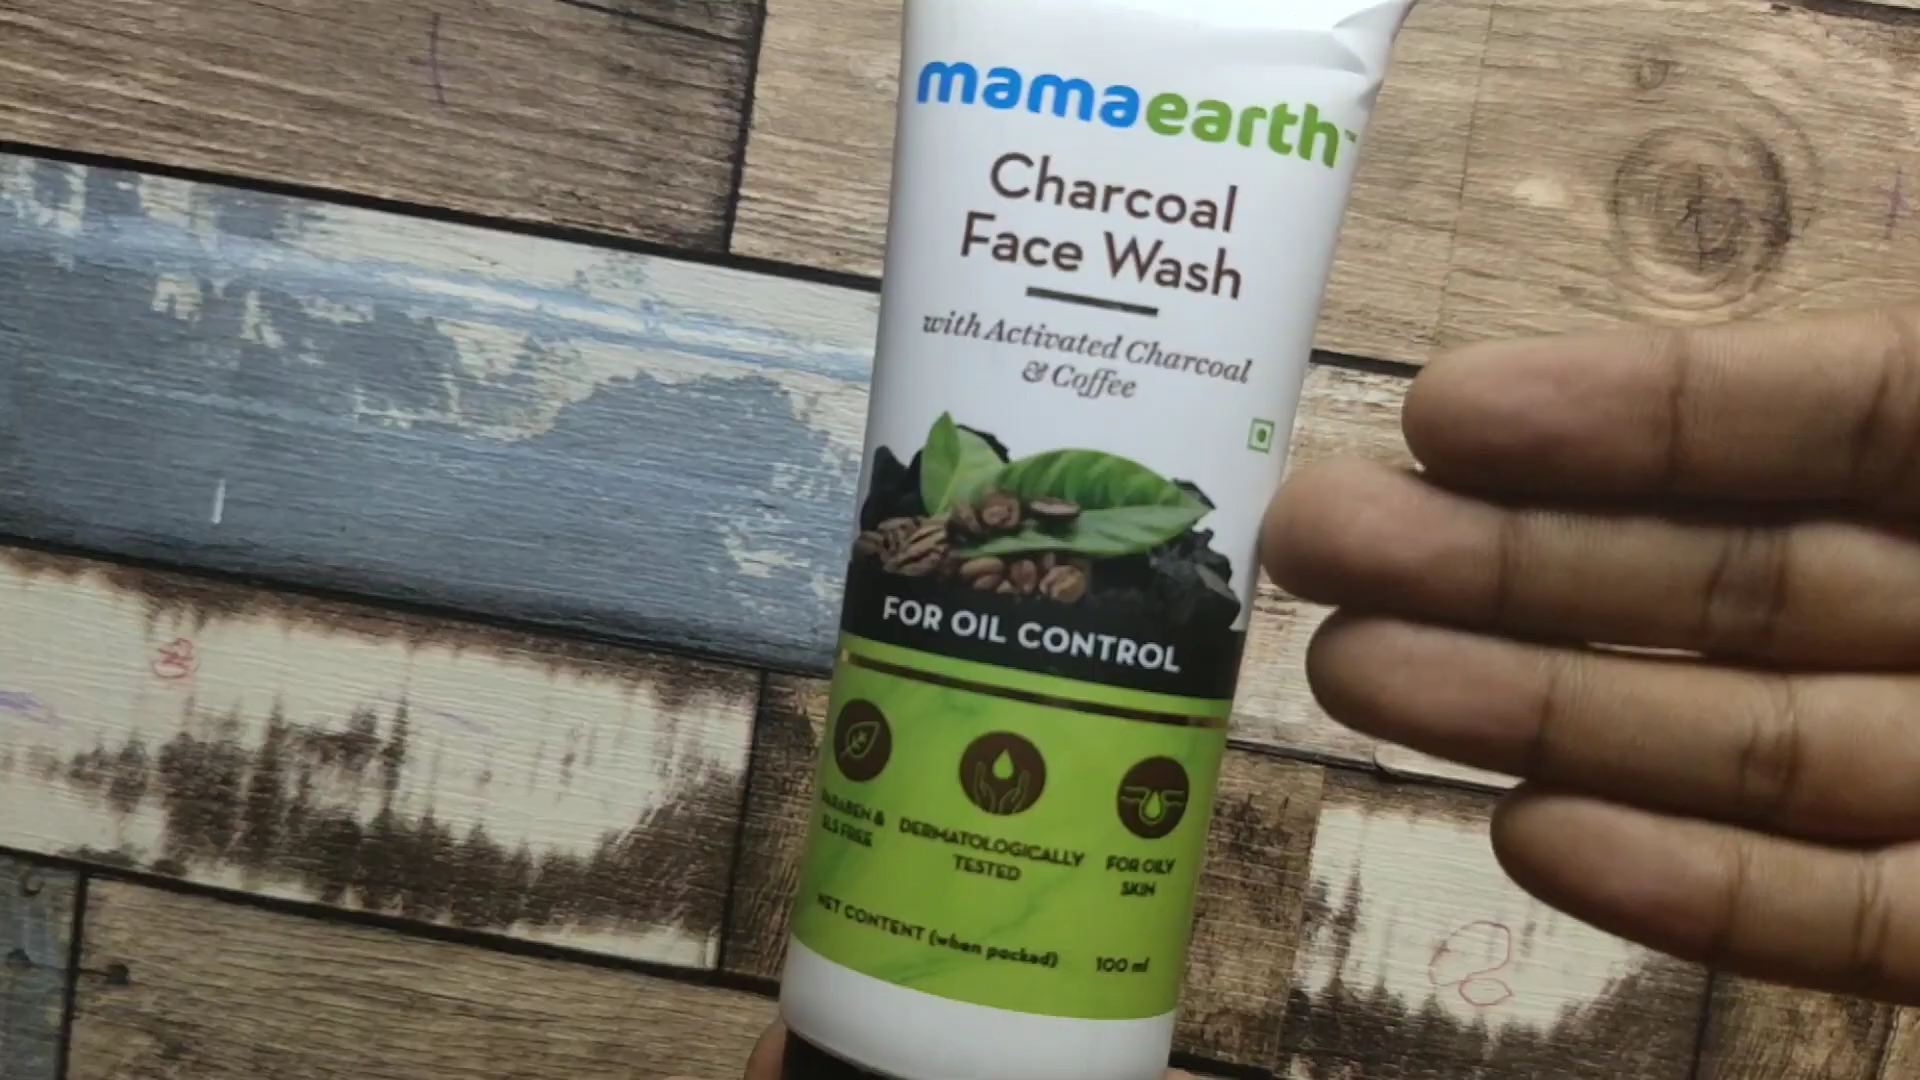 mamaearth™
Charcoal
Face Wash
with Activated Charcoal
& Coffee
FOR OIL CONTROL
PARABEN &
SLS FREE
DERMATOLOGICALLY
TESTED
FOR OILY
SKIN
NET CONTENT (when packed) 100 ml